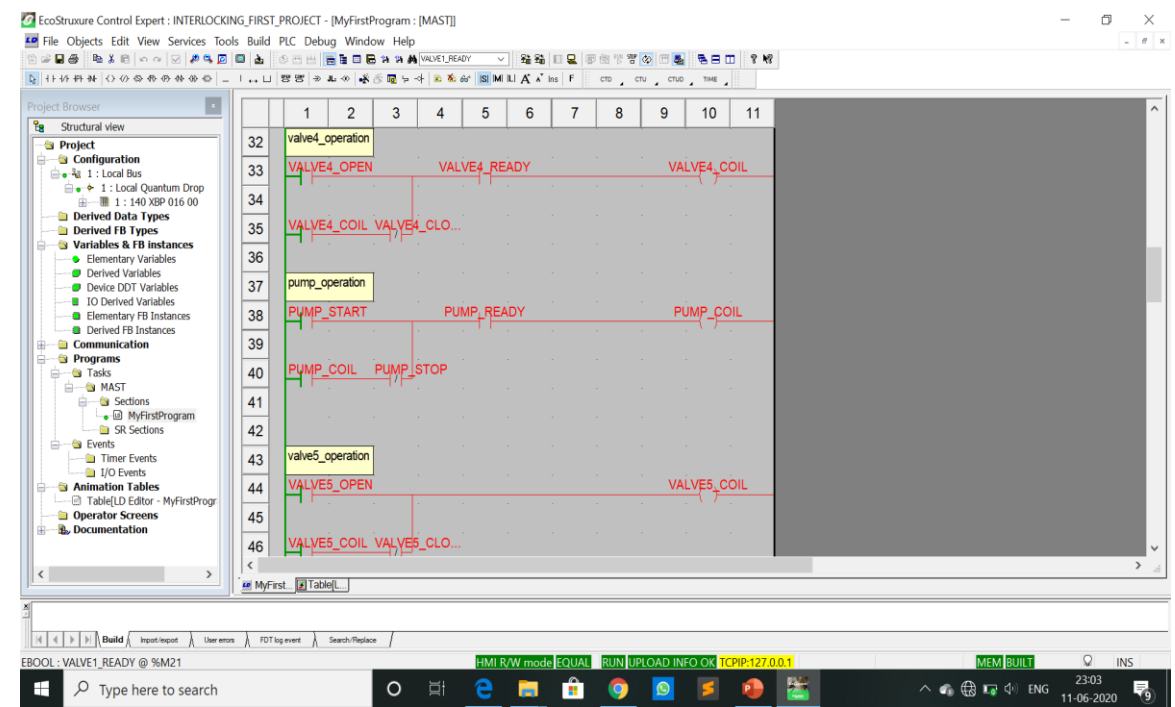 EcoStruxure Control Expert : INTERLOCKING_FIRST_PROJECT - [MyFirstProgram : [MAST]]
File Objects Edit View Services Tools Build PLC Debug Window Help
VALVE1_READY
Ins F CTD CTU CTUD TIME
Project Browser
Structural view
Project
Configuration
1 : Local Bus
1 : Local Quantum Drop
1 : 140 XBP 016 00
Derived Data Types
Derived FB Types
Variables & FB instances
Elementary Variables
Derived Variables
Device DDT Variables
IO Derived Variables
Elementary FB Instances
Derived FB Instances
Communication
Programs
Tasks
MAST
Sections
MyFirstProgram
SR Sections
Events
Timer Events
I/O Events
Animation Tables
Table[LD Editor - MyFirstProgr
Operator Screens
Documentation
1 2 3 4 5 6 7 8 9 10 11
32 valve4_operation
33 VALVE4_OPEN VALVE4_READY VALVE4_COIL
34
35 VALVE4_COIL VALVE4_CLO...
36
37 pump_operation
38 PUMP_START PUMP_READY PUMP_COIL
39
40 PUMP_COIL PUMP_STOP
41
42
43 valve5_operation
44 VALVE5_OPEN VALVE5_COIL
45
46 VALVE5_COIL VALVE5_CLO...
MyFirst... Table[L...
Build Import/export User errors FDT log event Search/Replace
EBOOL : VALVE1_READY @ %M21 HMI R/W mode EQUAL RUN UPLOAD INFO OK TCPIP:127.0.0.1 MEM BUILT INS
Type here to search ENG 23:03
11-06-2020
9